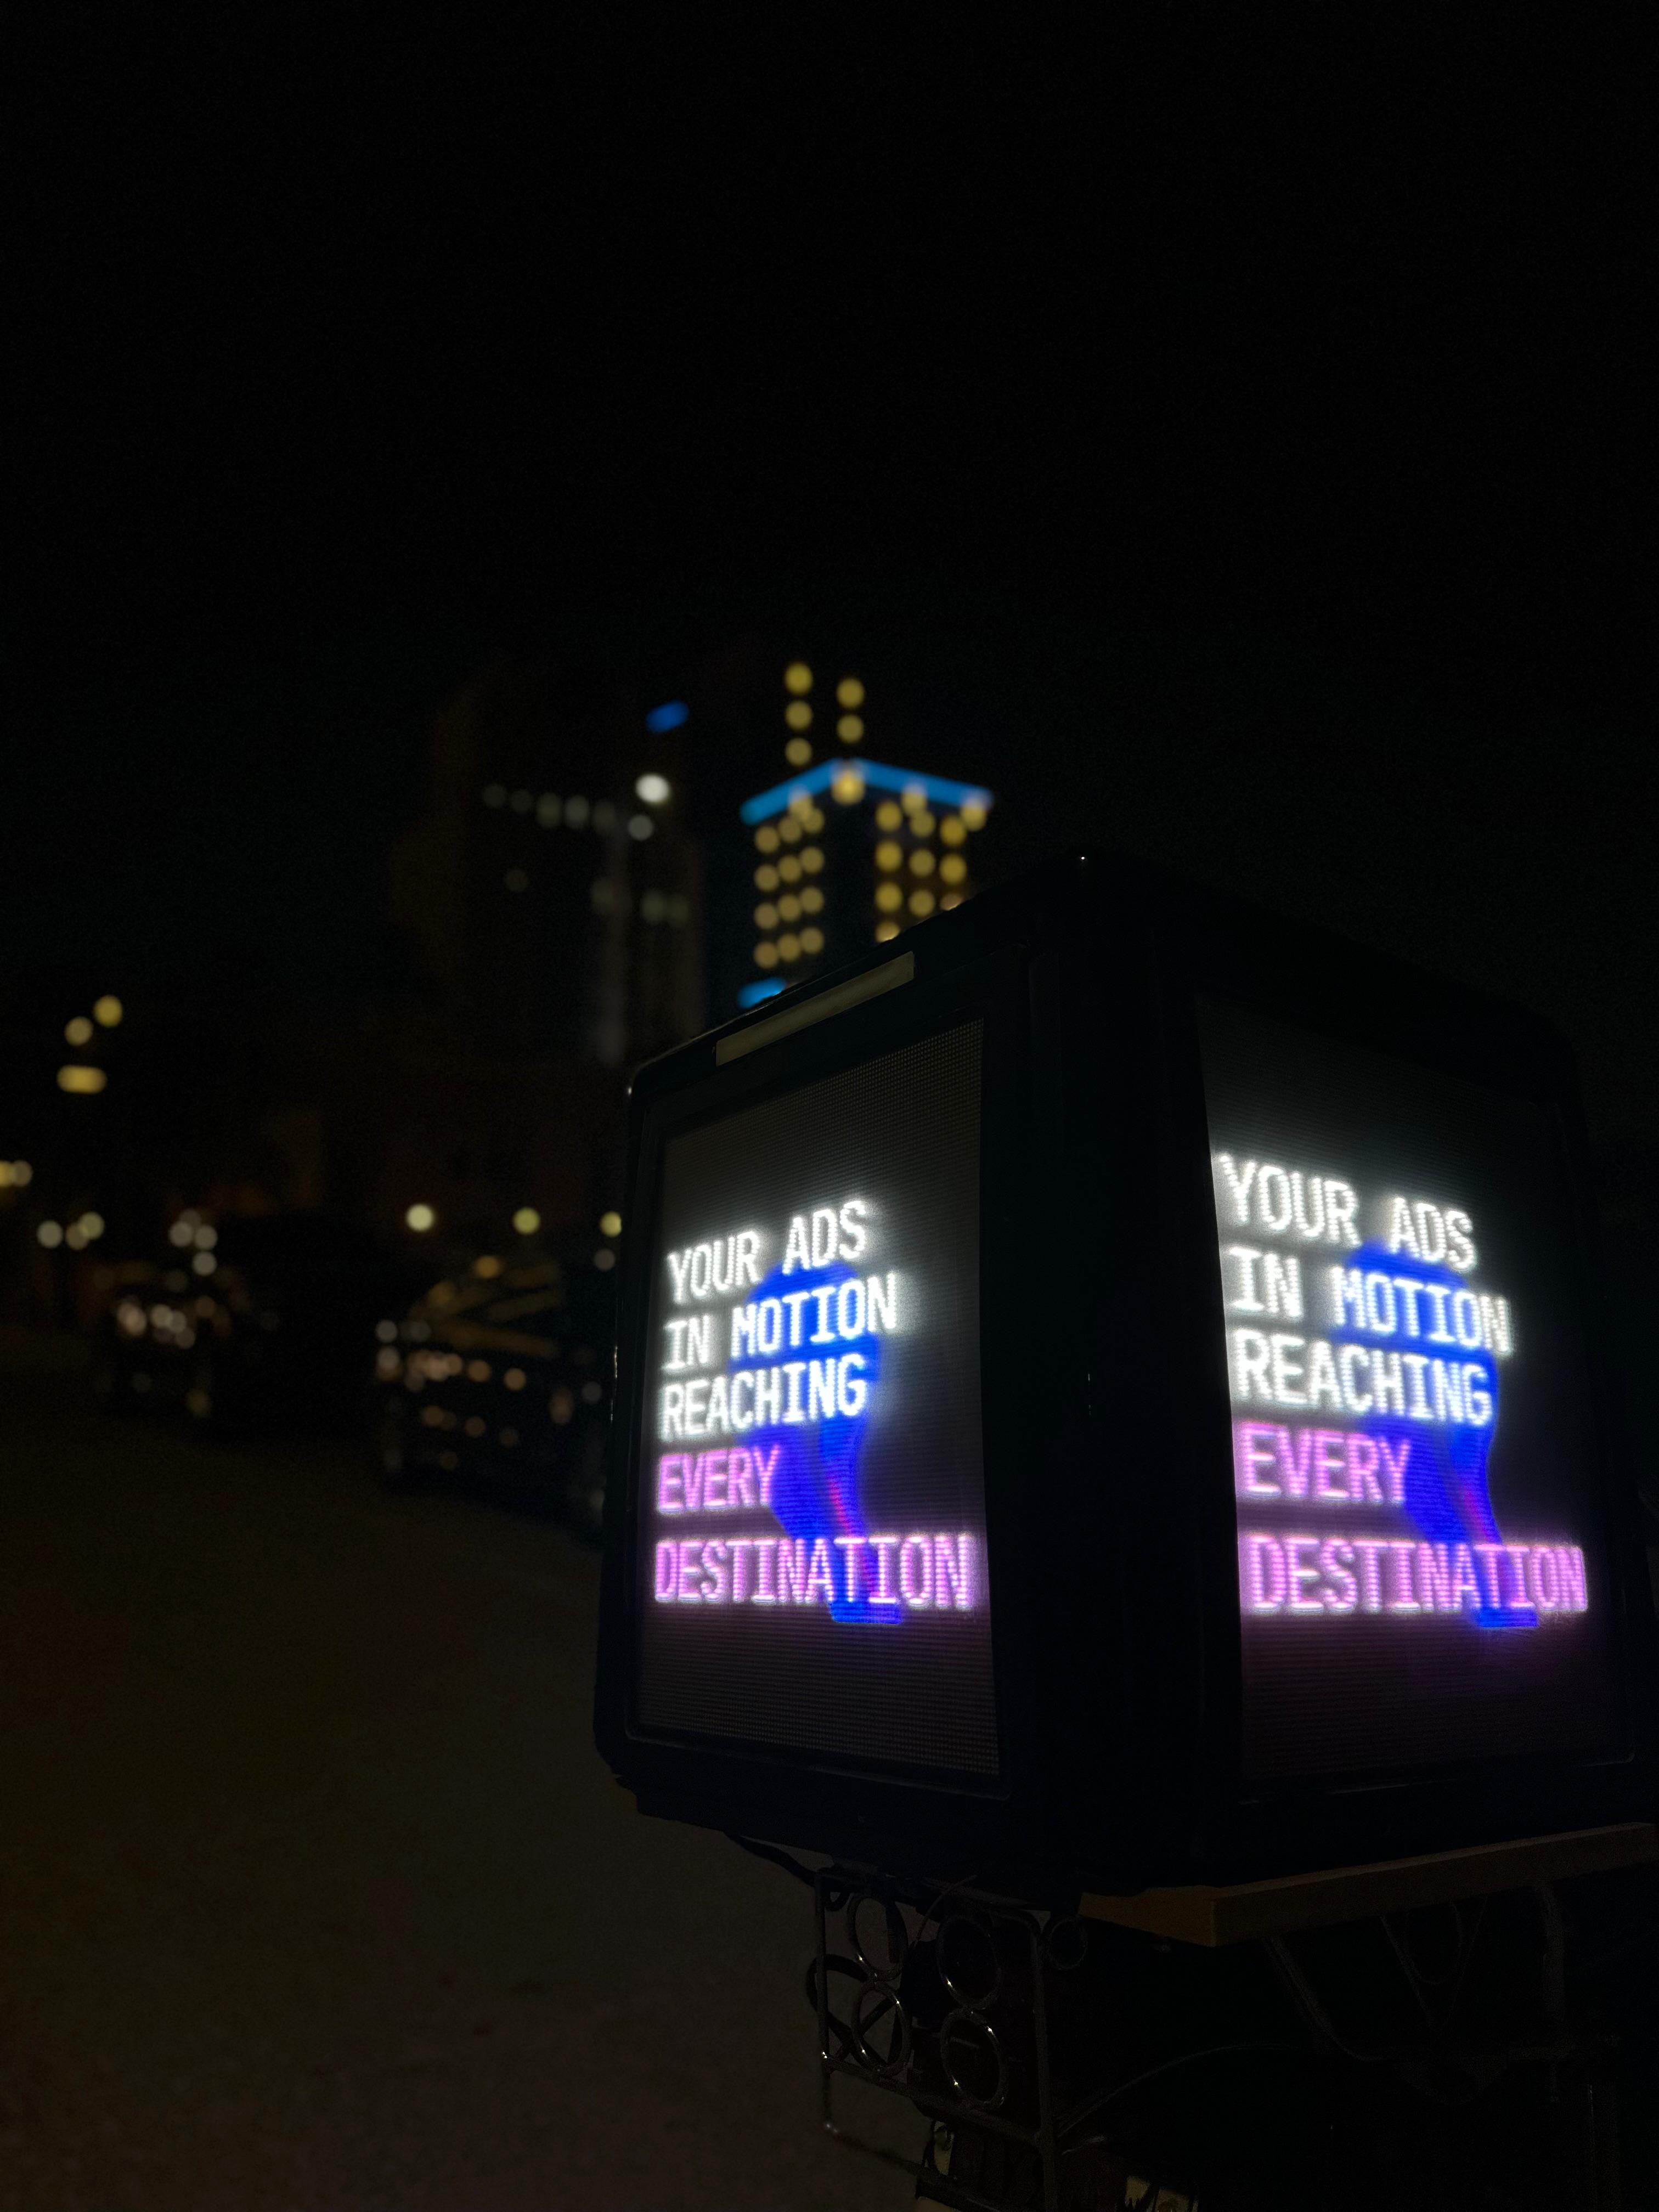 YOUR ADS
IN MOTION
REACHING
EVERY
DESTINATION
YOUR ADS
IN MOTION
REACHING
EVERY
DESTINATION